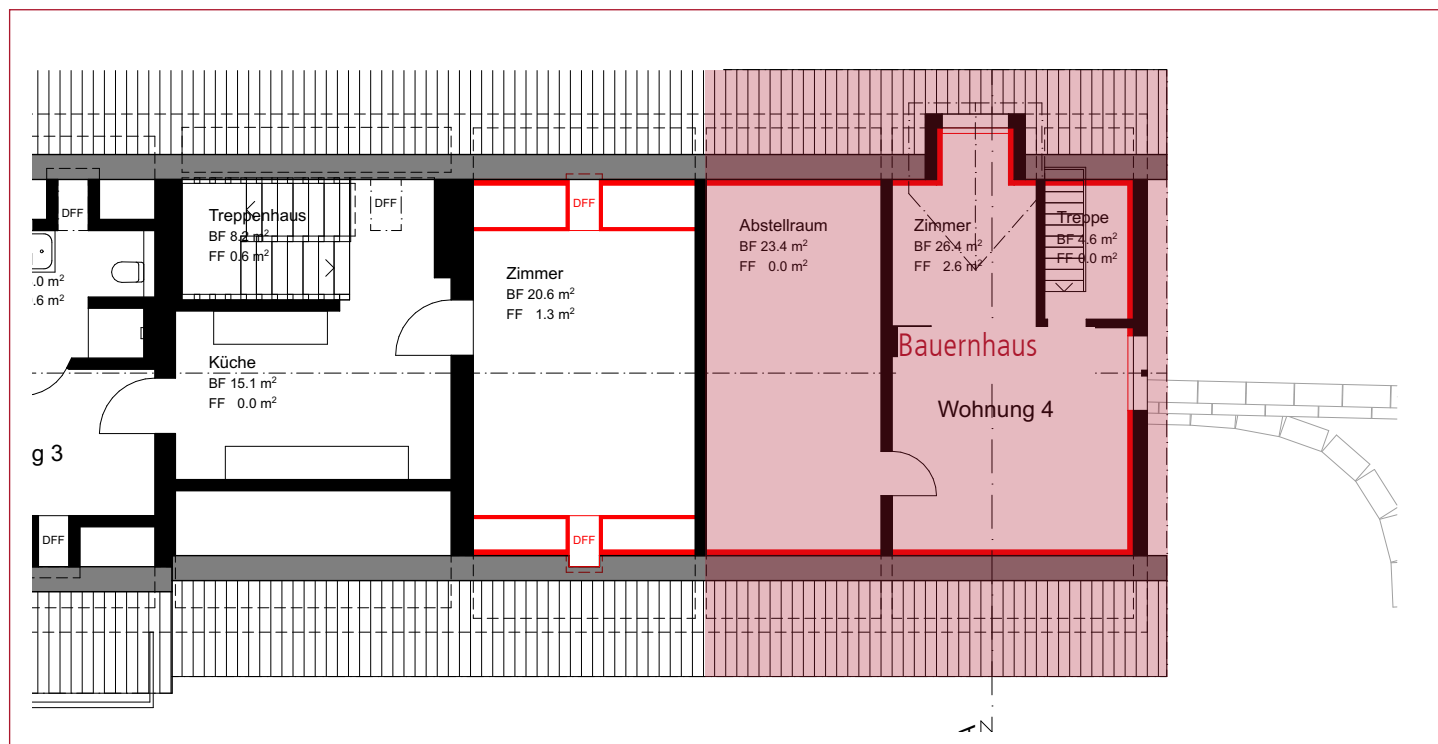 DFF
.0 m²
.6 m²
g 3
DFF
Treppenhaus
BF 8.2 m²
FF 0.6 m²
DFF
Küche
BF 15.1 m²
FF 0.0 m²
DFF
Zimmer
BF 20.6 m²
FF 1.3 m²
DFF
Abstellraum
BF 23.4 m²
FF 0.0 m²
Zimmer
BF 26.4 m²
FF 2.6 m²
Treppe
BF 4.6 m²
FF 0.0 m²
Bauernhaus
Wohnung 4